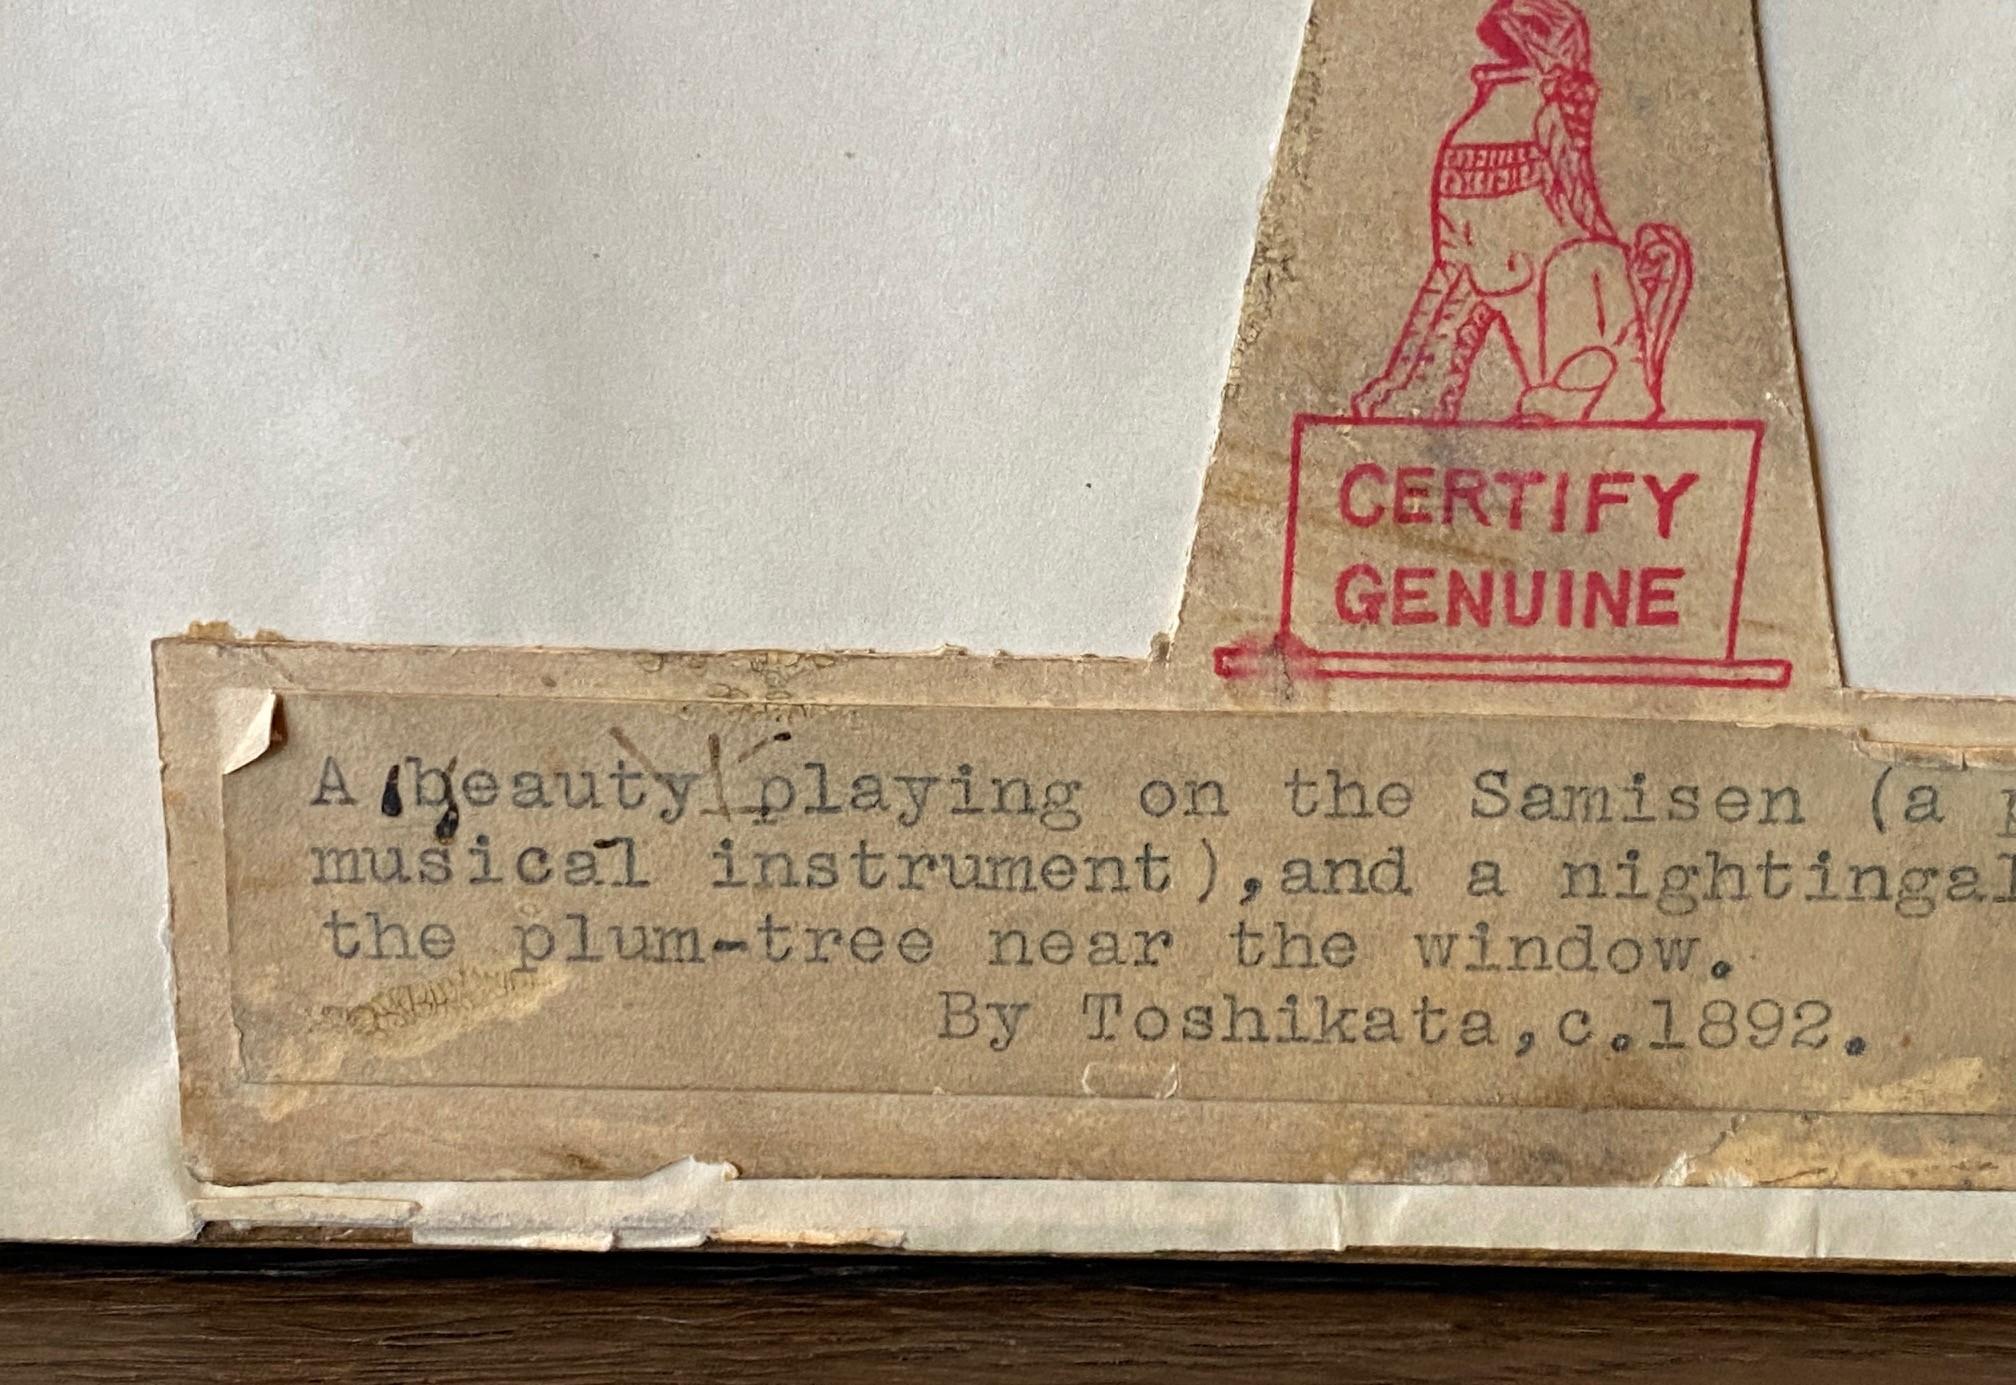 CERTIFY
GENUINE
A beauty playing on the Samisen (a
musical instrument),and a
the plum-tree near the window.
By Toshikata,c.1892.